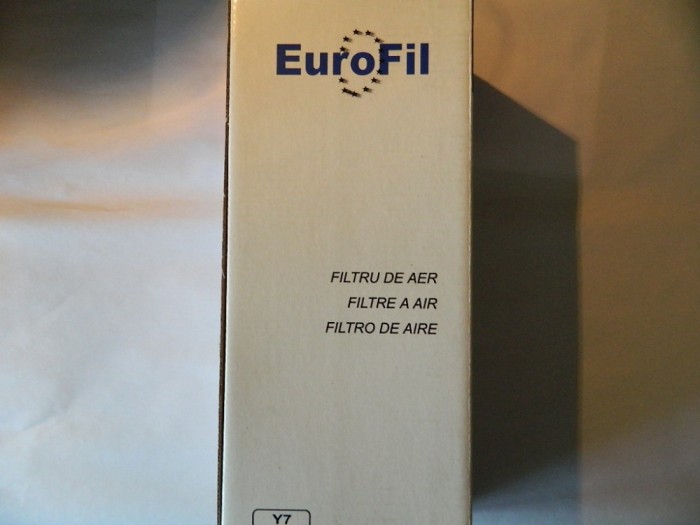 EuroFil
FILTRU DE AER
FILTRE A AIR
FILTRO DE AIRE
Y7